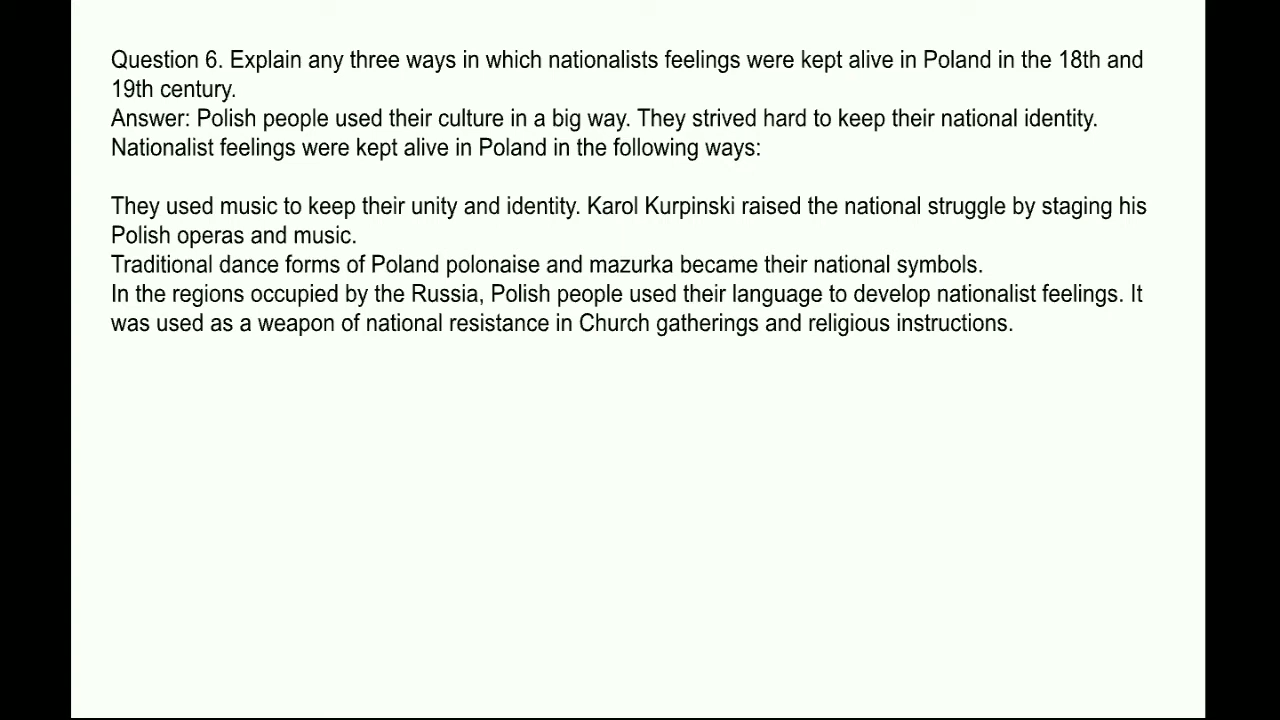 Question 6. Explain any three ways in which nationalists feelings were kept alive in Poland in the 18th and
19th century.
Answer: Polish people used their culture in a big way. They strived hard to keep their national identity.
Nationalist feelings were kept alive in Poland in the following ways:
They used music to keep their unity and identity. Karol Kurpinski raised the national struggle by staging his
Polish operas and music.
Traditional dance forms of Poland polonaise and mazurka became their national symbols.
In the regions occupied by the Russia, Polish people used their language to develop nationalist feelings. It
was used as a weapon of national resistance in Church gatherings and religious instructions.